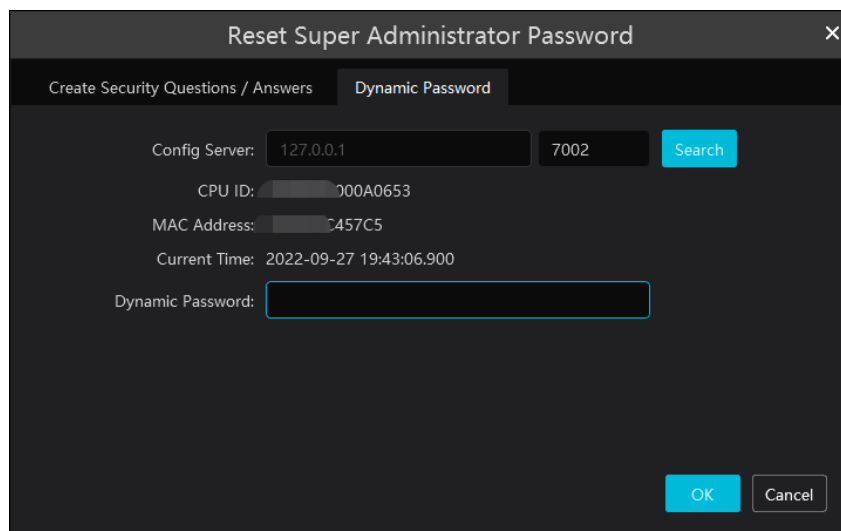 Reset Super Administrator Password
Create Security Questions / Answers Dynamic Password
Config Server: 127.0.0.1 7002 Search
CPU ID: 000A0653
MAC Address: C457C5
Current Time: 2022-09-27 19:43:06.900
Dynamic Password:
OK Cancel